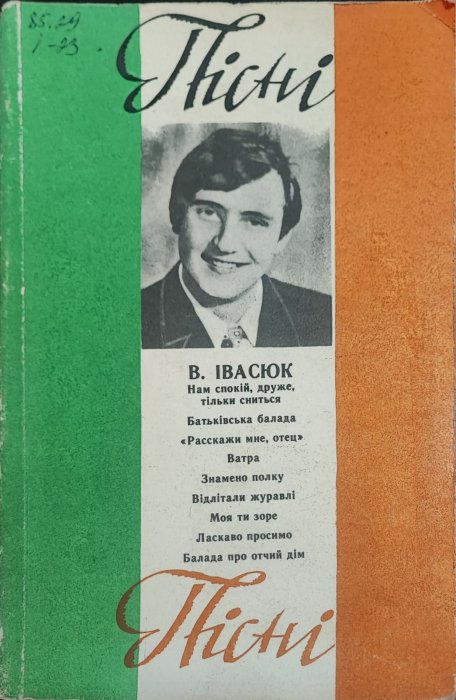 85.29
I-23
Пісні
В. ІВАСЮК
Нам спокій, друже,
тільки сниться
Батьківська балада
«Расскажи мне, отец»
Ватра
Знамено полку
Відлітали журавлі
Моя ти зоре
Ласкаво просимо
Балада про отчий дім
Пісні